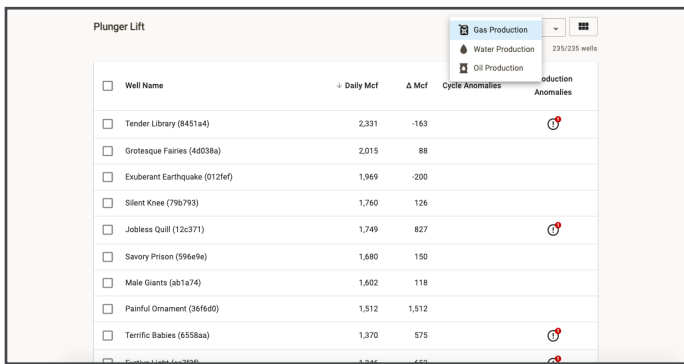 Plunger Lift
Gas Production
Water Production
Oil Production
235/235 wells
Well Name
Daily Mcf
Δ Mcf
Cycle Anomalies
Anomalies
Tender Library (8451a4) 2,331 -163
Grotesque Fairies (4d038a) 2,015 88
Exuberant Earthquake (012fef) 1,969 -200
Silent Knee (79b793) 1,760 126
Jobless Quill (12c371) 1,749 827
Savory Prison (596e9e) 1,680 150
Male Giants (ab1a74) 1,602 118
Painful Ornament (36f6d0) 1,512 1,512
Terrific Babies (6558aa) 1,370 575